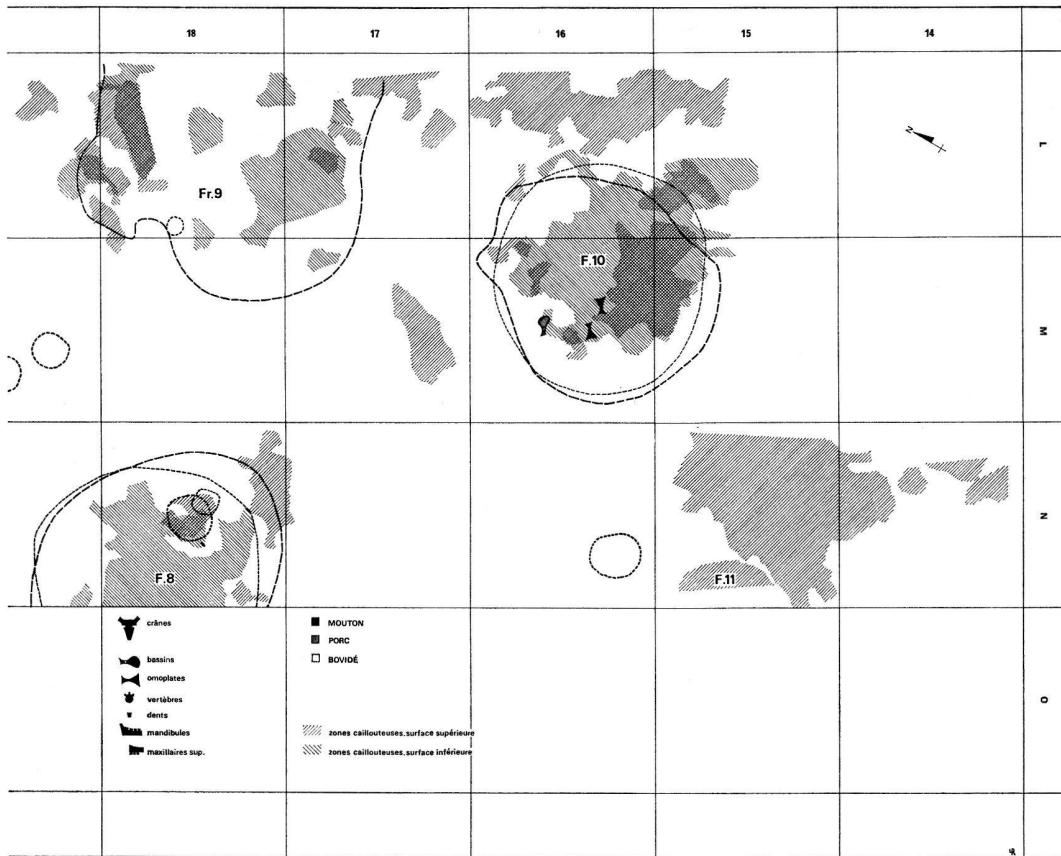 18 17 16 15 14
L
N
Fr.9
F.10
M
N
F.8
F.11
crânes
bassins
omoplates
vertèbres
dents
mandibules
maxillaires sup.
MOUTON
PORC
BOVIDÉ
zones caillouteuses.surface supérieure
zones caillouteuses.surface inférieure
O